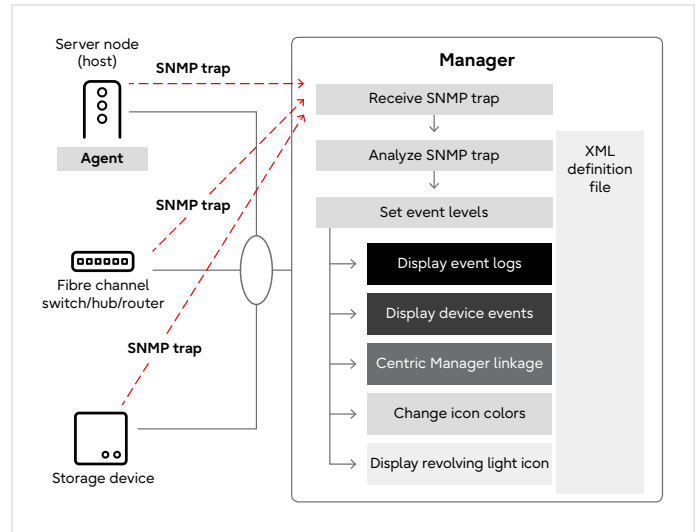 Server node
(host)
SNMP trap
Manager
Receive SNMP trap
Agent
Analyze SNMP trap
XML
definition
file
SNMP trap
Set event levels
Display event logs
Fibre channel
switch/hub/router
Display device events
SNMP trap
Centric Manager linkage
Change icon colors
Storage device
Display revolving light icon